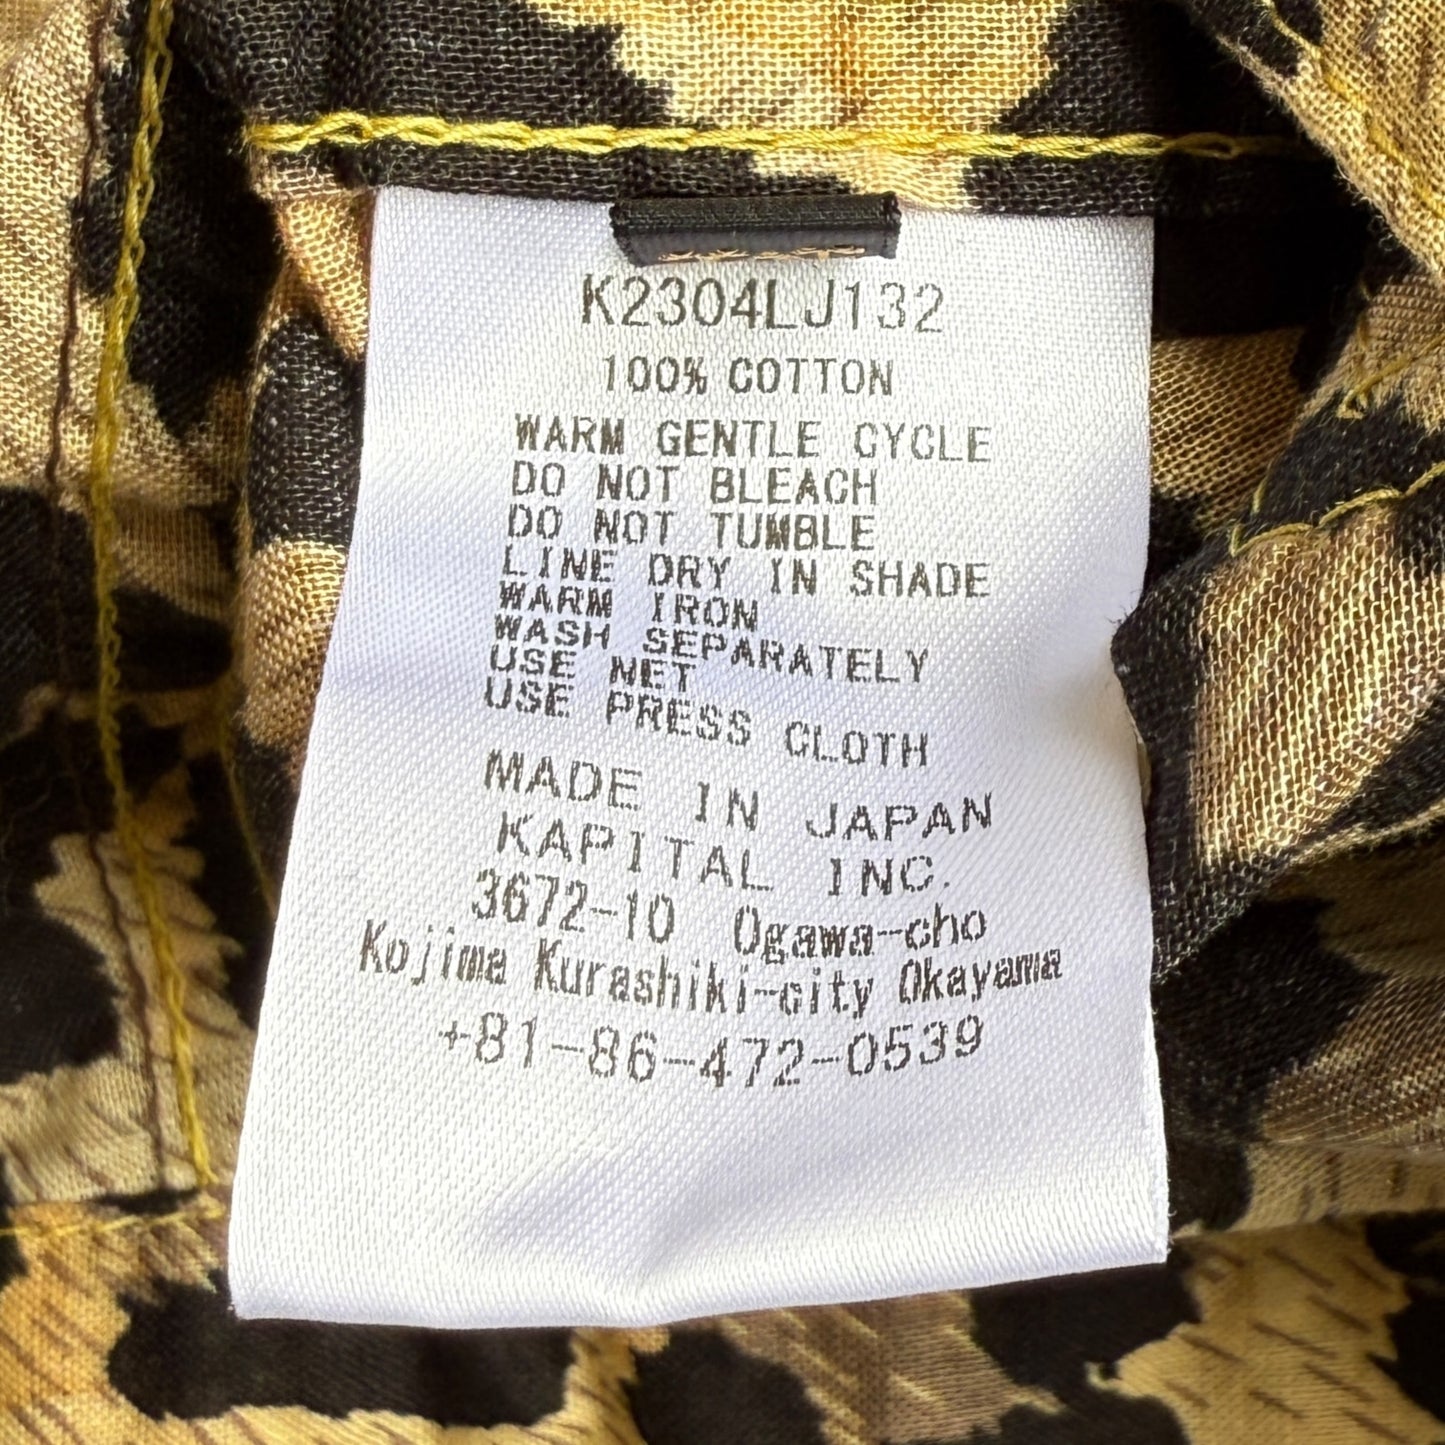 K2304LJ132
100% COTTON
WARM GENTLE CYCLE
DO NOT BLEACH
DO NOT TUMBLE
LINE DRY IN SHADE
WARM IRON
WASH SEPARATELY
USE NET
USE PRESS CLOTH
MADE IN JAPAN
KAPITAL INC.
3672-10 Ogawa-cho
Kojima Kurashiki-city Okayama
+81-86-472-0539